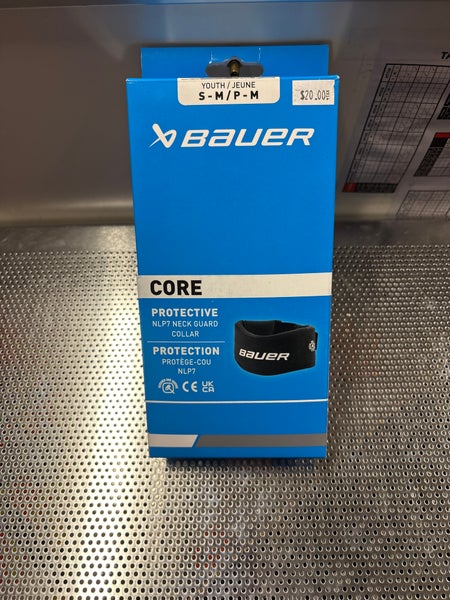 YOUTH / JEUNE
S-M/P-M
$20.00
BAUER
CORE
PROTECTIVE
NLP7 NECK GUARD
COLLAR
PROTECTION
PROTÈGE-COU
NLP7
BAUER
CE UK
CA
TA